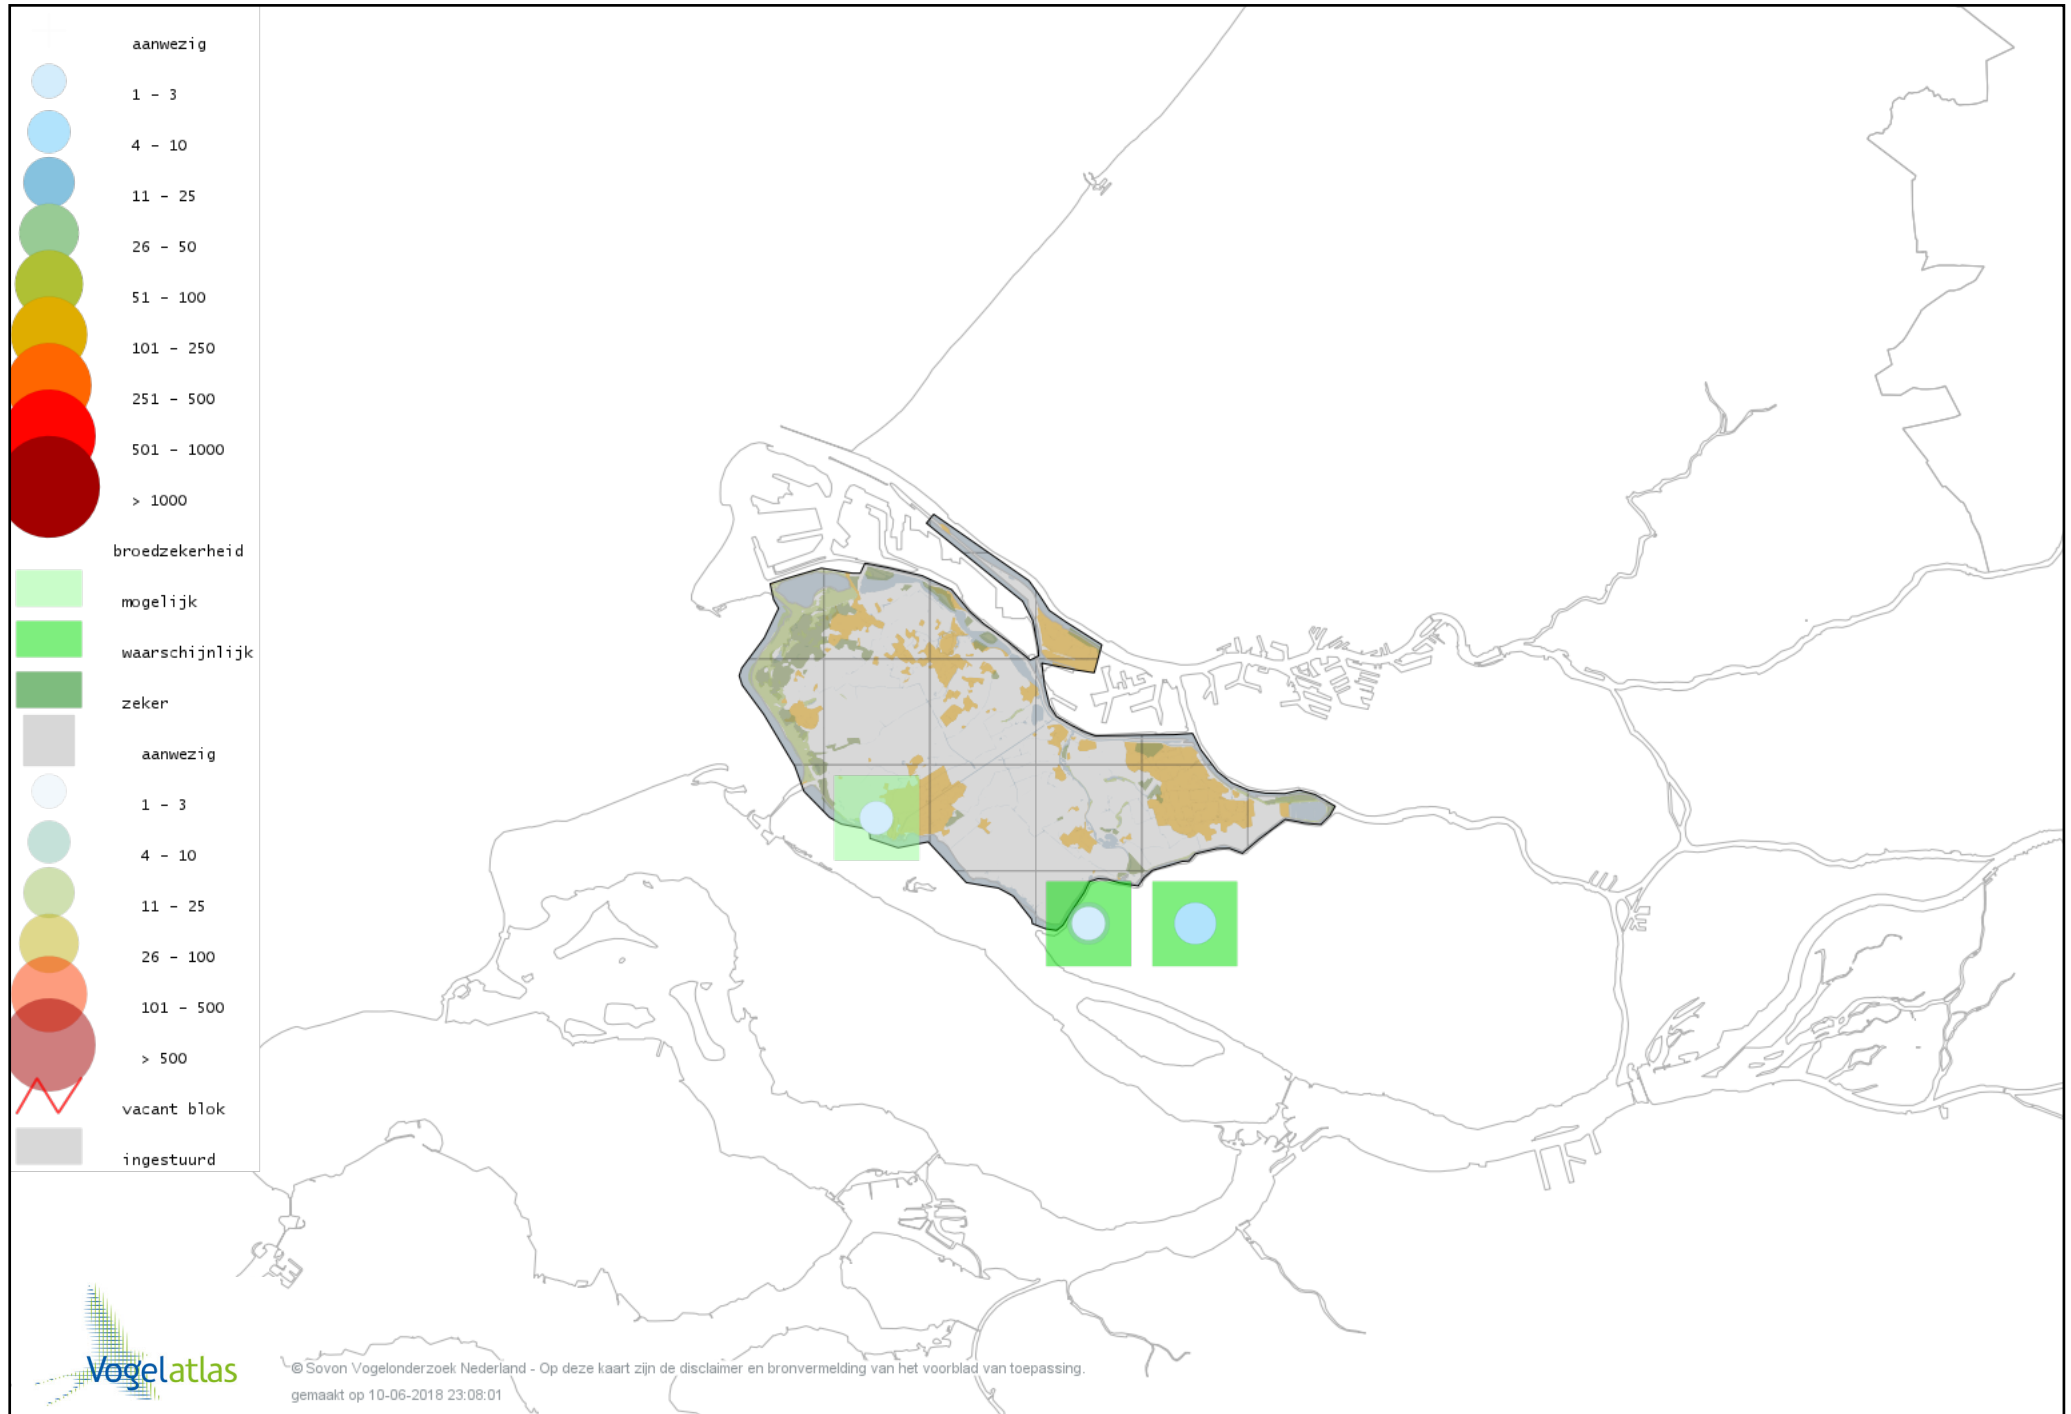 aanwezig
1 - 3
4 - 10
11 - 25
26 - 50
51 - 100
101 - 250
251 - 500
501 - 1000
> 1000
broedzekerheid
mogelijk
waarschijnlijk
zeker
aanwezig
1 - 3
4 - 10
11 - 25
26 - 100
101 - 500
> 500
vacant blok
ingestuurd
Vogelatlas
© Sovon Vogelonderzoek Nederland - Op deze kaart zijn de disclaimer en bronvermelding van het voorblad van toepassing.
gemaakt op 10-06-2018 23:08:01